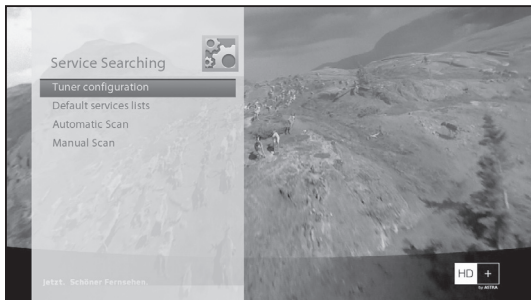 Service Searching
Tuner configuration
Default services lists
Automatic Scan
Manual Scan
Jetzt. Schöner Fernsehen.
HD +
by ASTRA